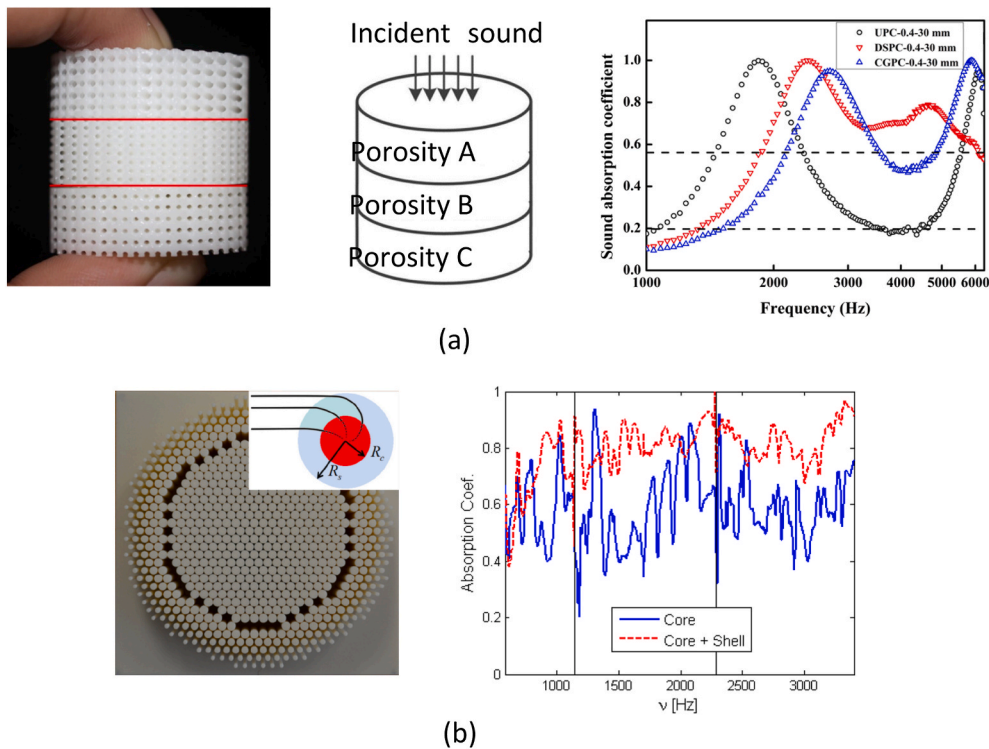 Incident sound
Porosity A
Porosity B
Porosity C
Sound absorption coefficient
1.0
0.8
0.6
0.4
0.2
0.0
UPC-0.4-30 mm
DSPC-0.4-30 mm
CGPC-0.4-30 mm
1000
2000
3000
4000
5000
6000
Frequency (Hz)
(a)
Rc
Rs
Absorption Coef.
1
0.8
0.6
0.4
0.2
0
Core
Core + Shell
1000
1500
2000
2500
3000
ν [Hz]
(b)